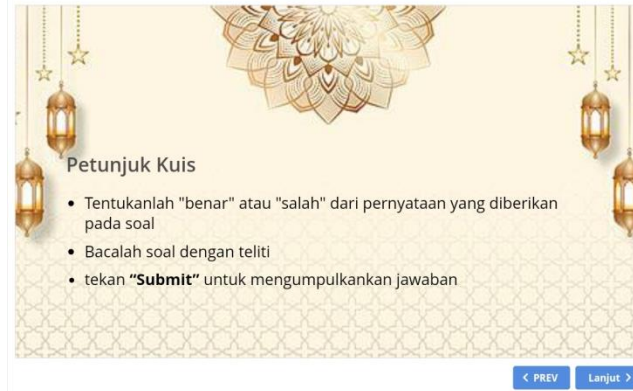 Petunjuk Kuis
• Tentukanlah "benar" atau "salah" dari pernyataan yang diberikan
pada soal
• Bacalah soal dengan teliti
• tekan “Submit” untuk mengumpulkankan jawaban
< PREV
Lanjut >